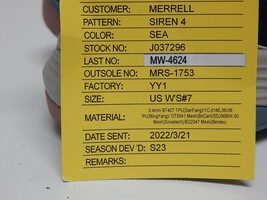 CUSTOMER: MERRELL
PATTERN: SIREN 4
COLOR: SEA
STOCK NO: J037296
LAST NO: MW-4624
OUTSOLE NO: MRS-1753
FACTORY: YY1
SIZE: US W'S#7
MATERIAL:
DATE SENT: 2022/3/21
SEASON DEV'D: S23
REMARKS: